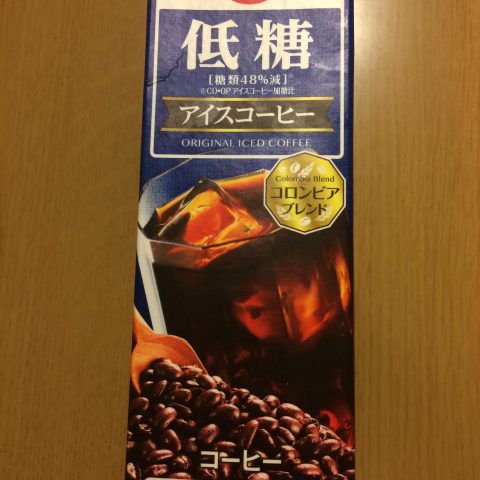 低糖
[糖類48%減]※
※CO・OPアイスコーヒー加糖比
アイスコーヒー
ORIGINAL ICED COFFEE
Colombia Blend
コロンビア
ブレンド
コーヒー